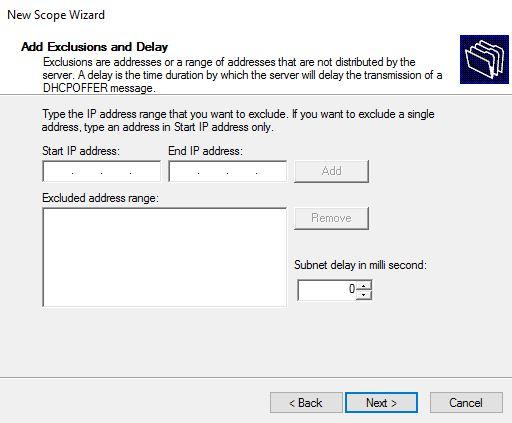 New Scope Wizard
Add Exclusions and Delay
Exclusions are addresses or a range of addresses that are not distributed by the
server. A delay is the time duration by which the server will delay the transmission of a
DHCPOFFER message.
Type the IP address range that you want to exclude. If you want to exclude a single
address, type an address in Start IP address only.
Start IP address:
End IP address:
. . .
. . .
Add
Excluded address range:
Remove
Subnet delay in milli second:
0
< Back
Next >
Cancel